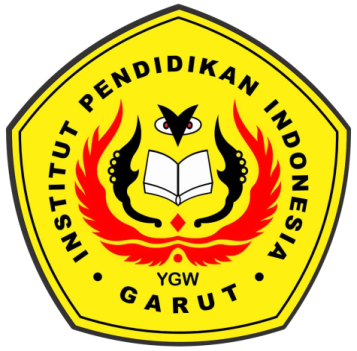 INSTITUT PENDIDIKAN INDONESIA
YGW
• GARUT •